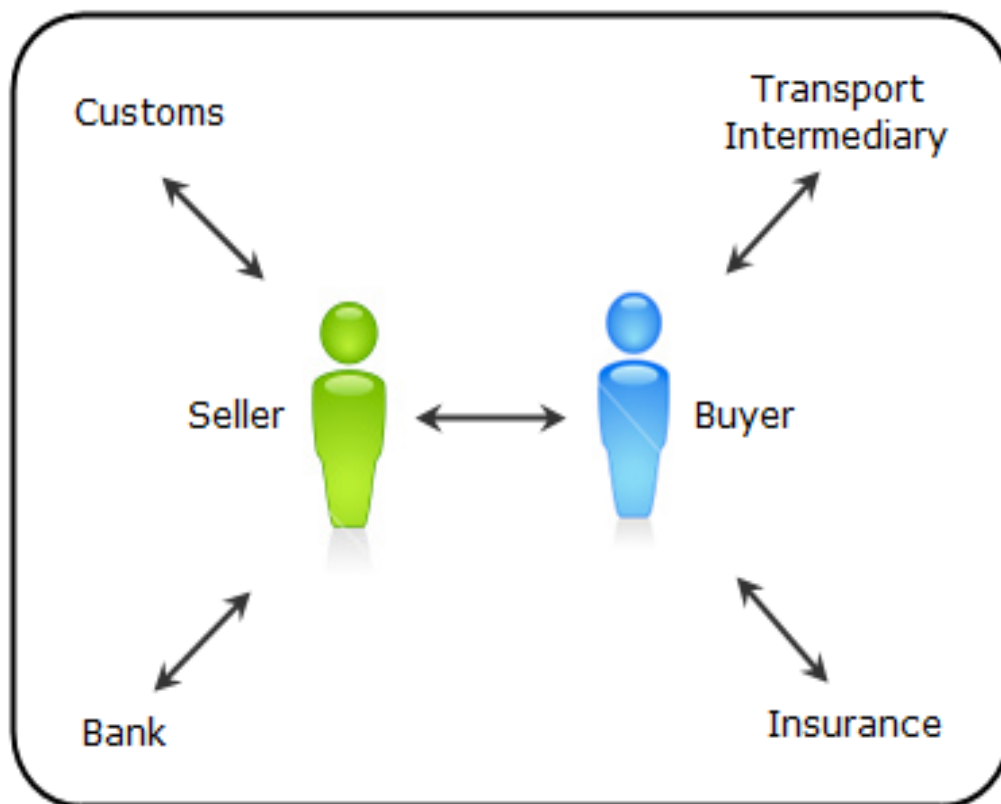 Customs
Transport
Intermediary
Seller
Buyer
Bank
Insurance